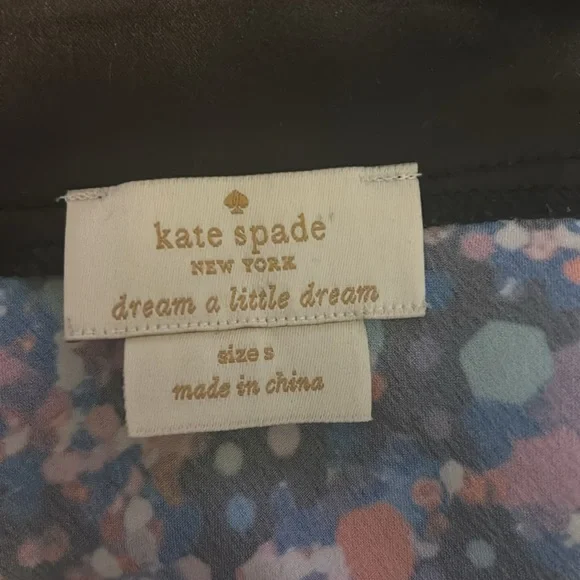 kate spade
NEW YORK
dream a little dream
size s
made in china